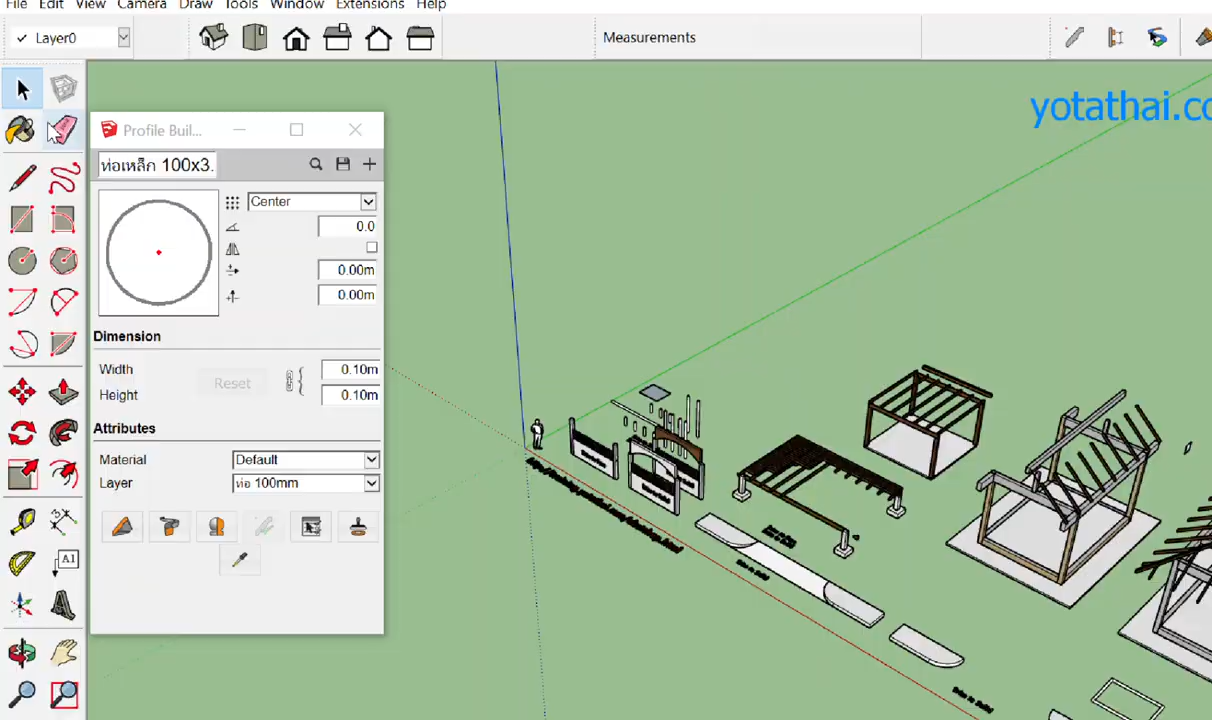 File Edit View Camera Draw Tools Window Extensions Help
✓ Layer0
Measurements
yotathai.co
Profile Buil...
ท่อเหล็ก 100x3.
Center
0.0
0.00m
0.00m
Dimension
Width 0.10m
Reset
Height 0.10m
Attributes
Material Default
Layer ท่อ 100mm
AI